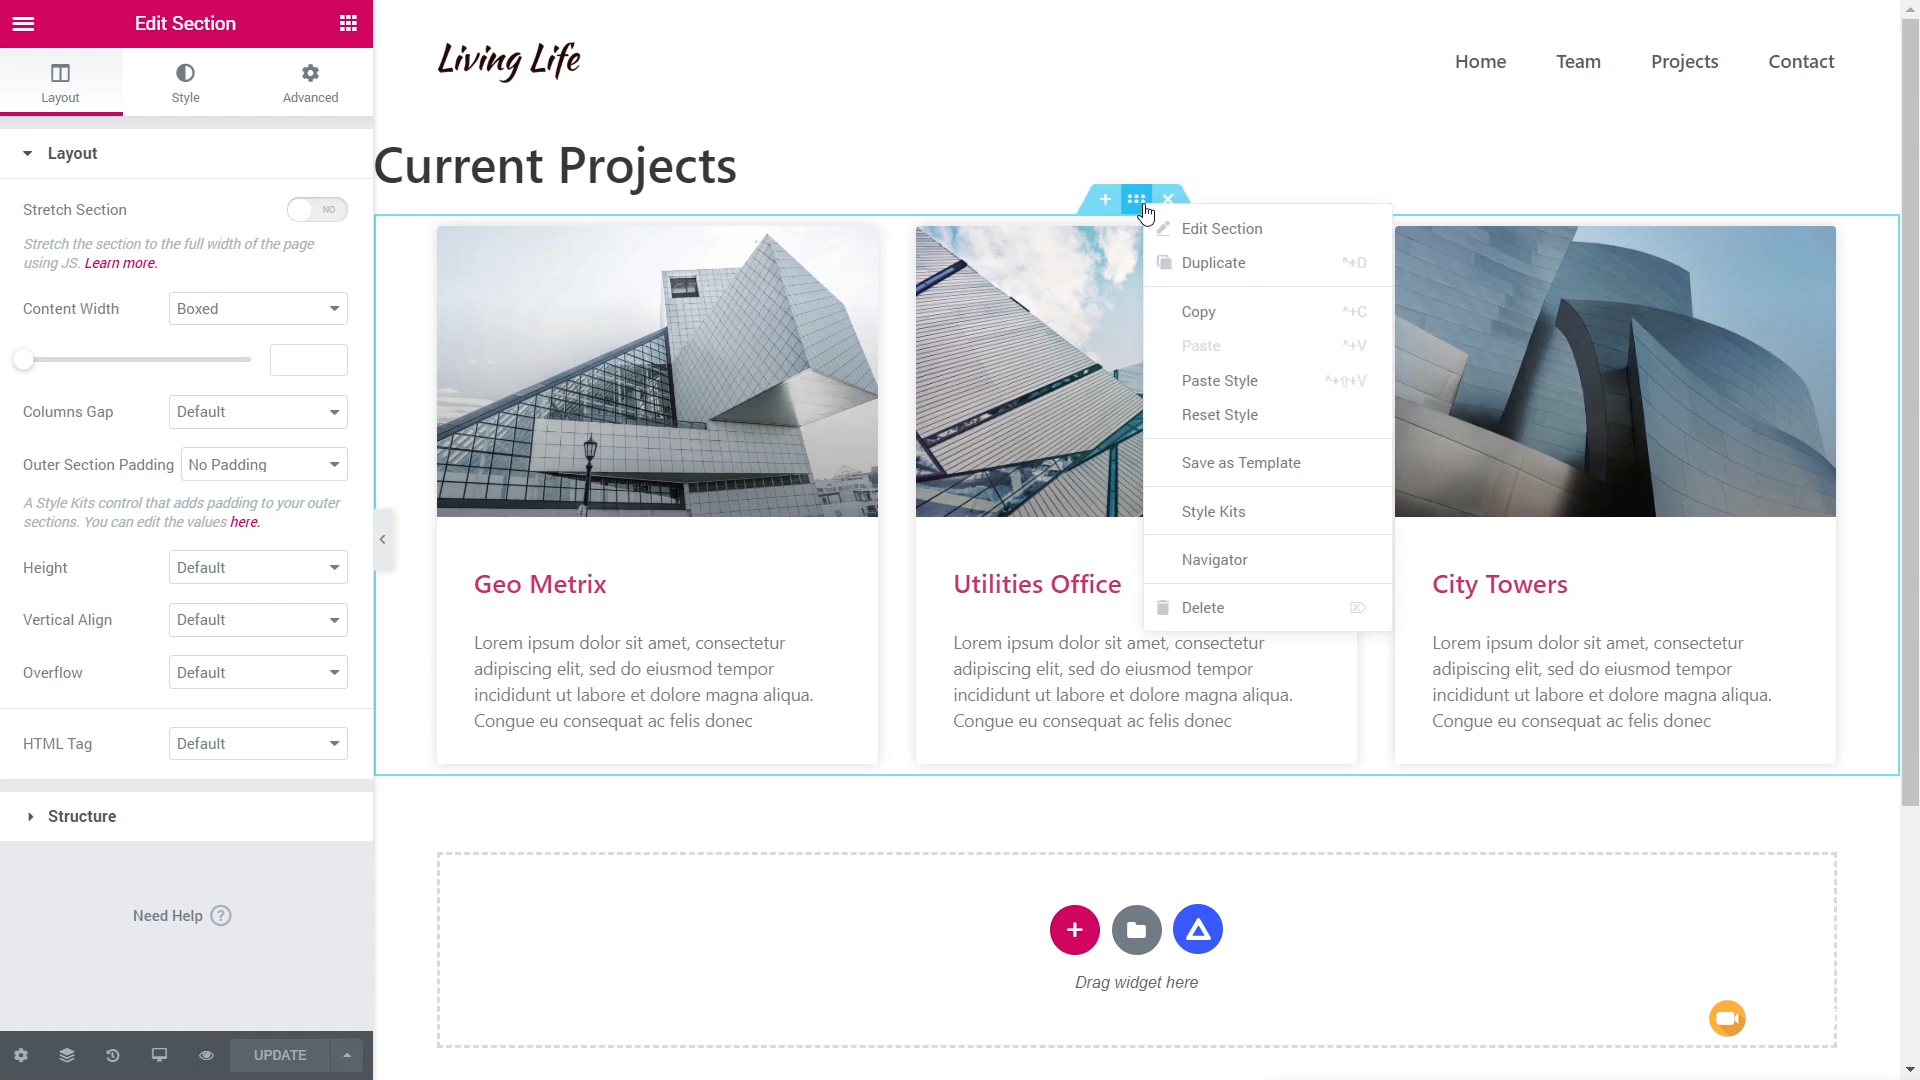 Edit Section
Layout
Style
Advanced
Layout
Stretch Section
NO
Stretch the section to the full width of the page
using JS. Learn more.
Content Width
Boxed
Columns Gap
Default
Outer Section Padding
No Padding
A Style Kits control that adds padding to your outer
sections. You can edit the values here.
Height
Default
Vertical Align
Default
Overflow
Default
HTML Tag
Default
Structure
Need Help ?
UPDATE
Living Life
Home
Team
Projects
Contact
Current Projects
Edit Section
Duplicate ^+D
Copy ^+C
Paste ^+V
Paste Style ^+⇧+V
Reset Style
Save as Template
Style Kits
Navigator
Delete ⌦
Geo Metrix
Lorem ipsum dolor sit amet, consectetur
adipiscing elit, sed do eiusmod tempor
incididunt ut labore et dolore magna aliqua.
Congue eu consequat ac felis donec
Utilities Office
Lorem ipsum dolor sit amet, consectetur
adipiscing elit, sed do eiusmod tempor
incididunt ut labore et dolore magna aliqua.
Congue eu consequat ac felis donec
City Towers
Lorem ipsum dolor sit amet, consectetur
adipiscing elit, sed do eiusmod tempor
incididunt ut labore et dolore magna aliqua.
Congue eu consequat ac felis donec
Drag widget here